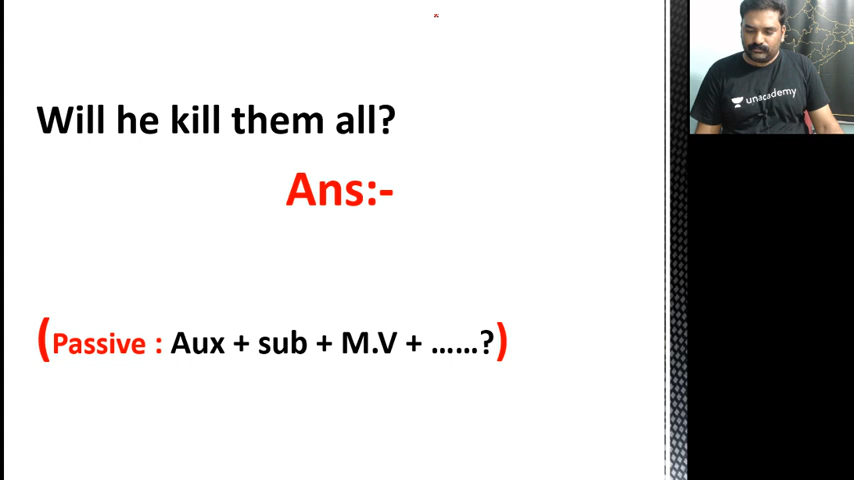 Will he kill them all?
Ans:-
(Passive : Aux + sub + M.V + ......?)
unacademy